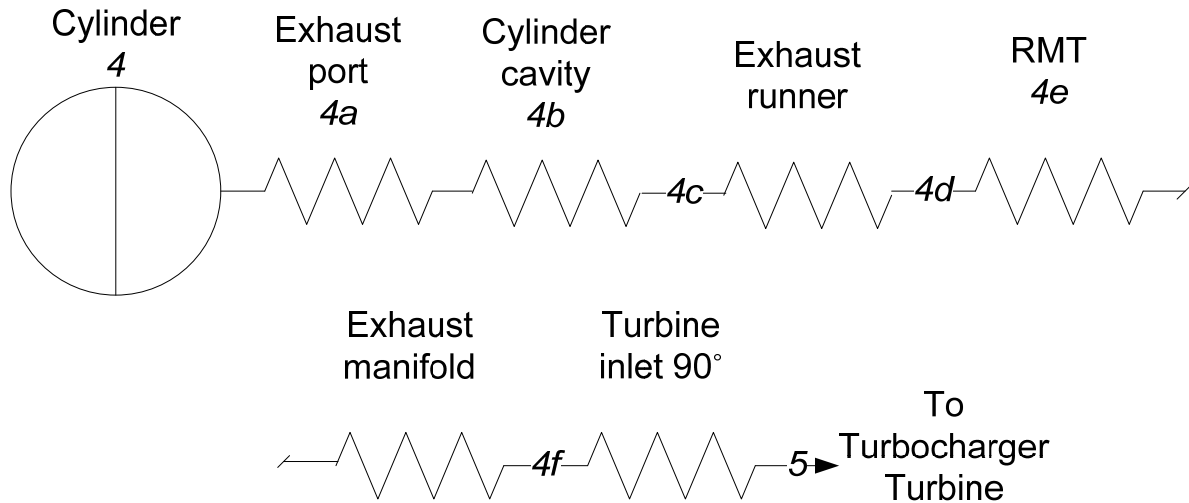 Cylinder
4
Exhaust
port
4a
Cylinder
cavity
4b
4c
Exhaust
runner
4d
RMT
4e
Exhaust
manifold
4f
Turbine
inlet 90°
5
To
Turbocharger
Turbine